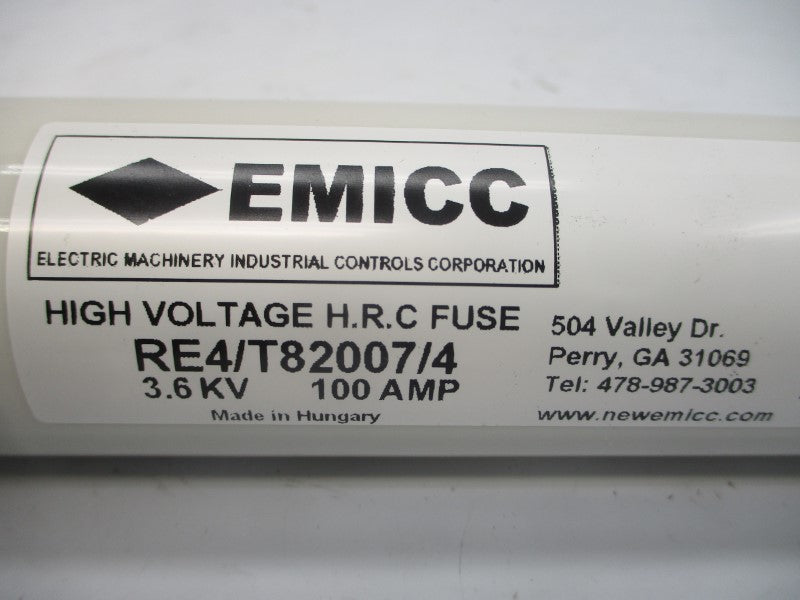 EMICC
ELECTRIC MACHINERY INDUSTRIAL CONTROLS CORPORATION
HIGH VOLTAGE H.R.C FUSE
RE4/T82007/4
3.6 KV 100 AMP
Made in Hungary
504 Valley Dr.
Perry, GA 31069
Tel: 478-987-3003
www.newemicc.com